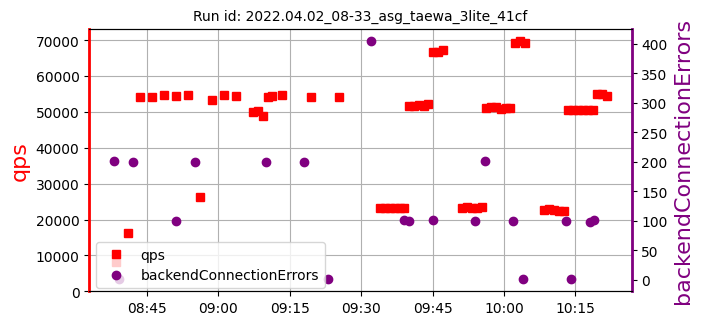 Run id: 2022.04.02_08-33_asg_taewa_3lite_41cf
70000
60000
50000
40000
30000
20000
10000
0
qps
400
350
300
250
200
150
100
50
0
backendConnectionErrors
qps
backendConnectionErrors
08:45 09:00 09:15 09:30 09:45 10:00 10:15